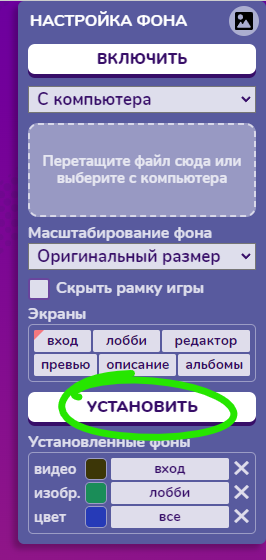 НАСТРОЙКА ФОНА
ВКЛЮЧИТЬ
С компьютера
Перетащите файл сюда или
выберите с компьютера
Масштабирование фона
Оригинальный размер
Скрыть рамку игры
Экраны
вход лобби редактор
превью описание альбомы
УСТАНОВИТЬ
Установленные фоны
видео вход
изобр. лобби
цвет все